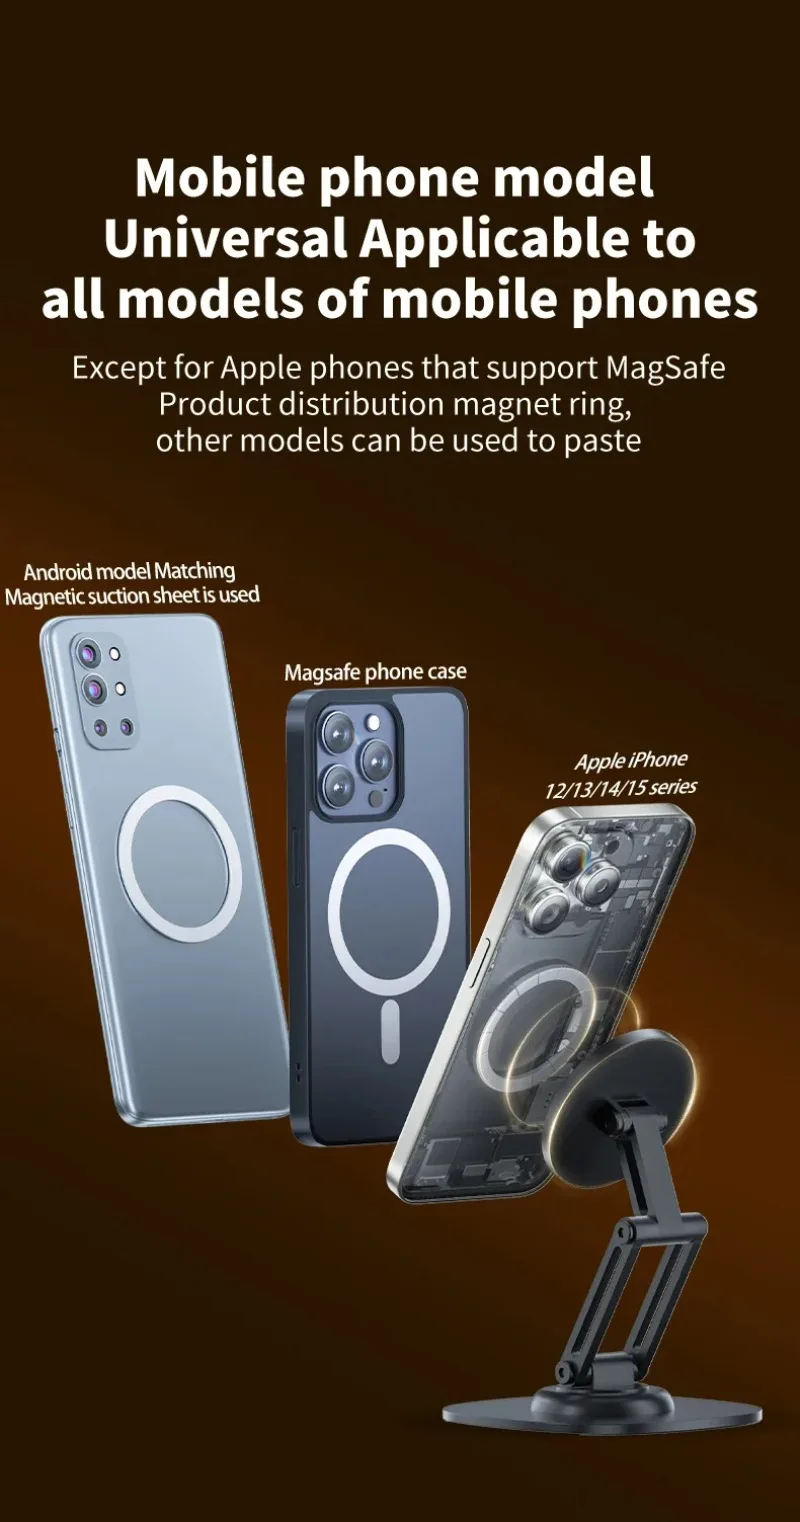 Mobile phone model
Universal Applicable to
all models of mobile phones
Except for Apple phones that support MagSafe
Product distribution magnet ring,
other models can be used to paste
Android model Matching
Magnetic suction sheet is used
Magsafe phone case
Apple iPhone
12/13/14/15 series